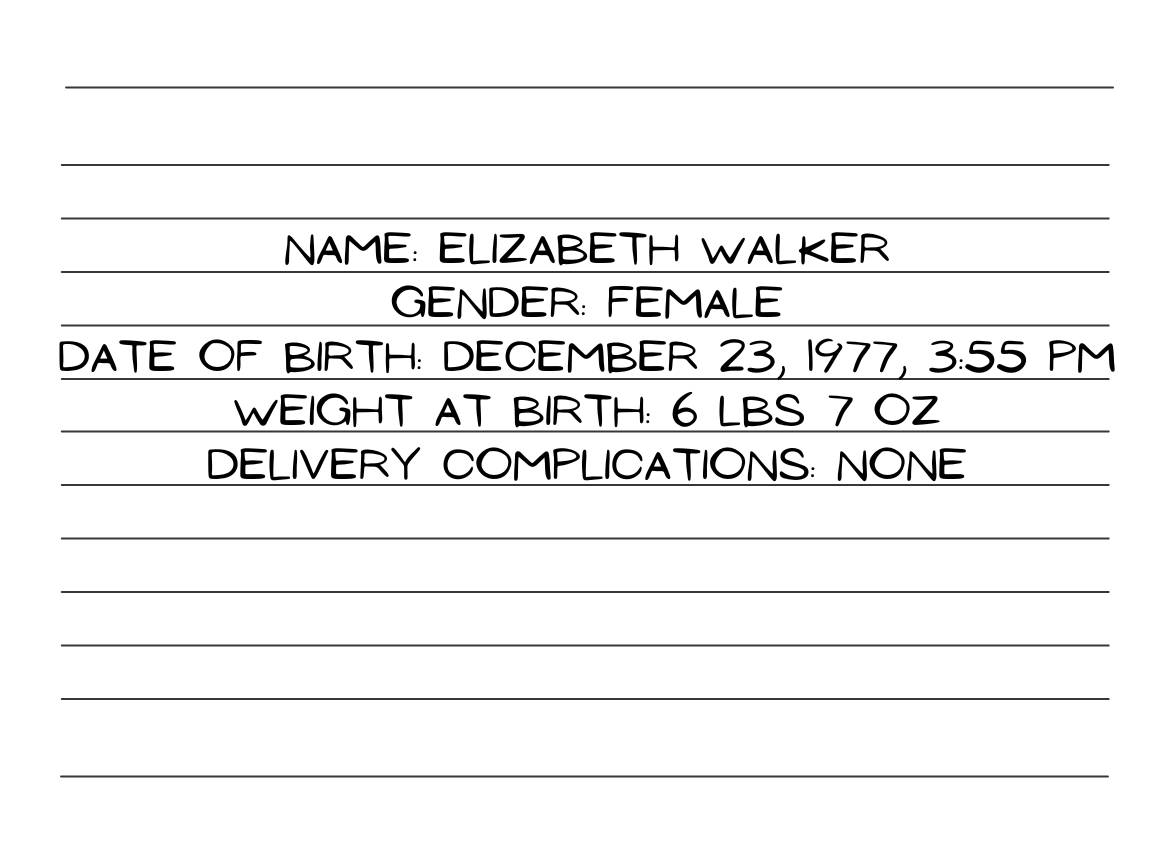 NAME: ELIZABETH WALKER
GENDER: FEMALE
DATE OF BIRTH: DECEMBER 23, 1977, 3:55 PM
WEIGHT AT BIRTH: 6 LBS 7 OZ
DELIVERY COMPLICATIONS: NONE